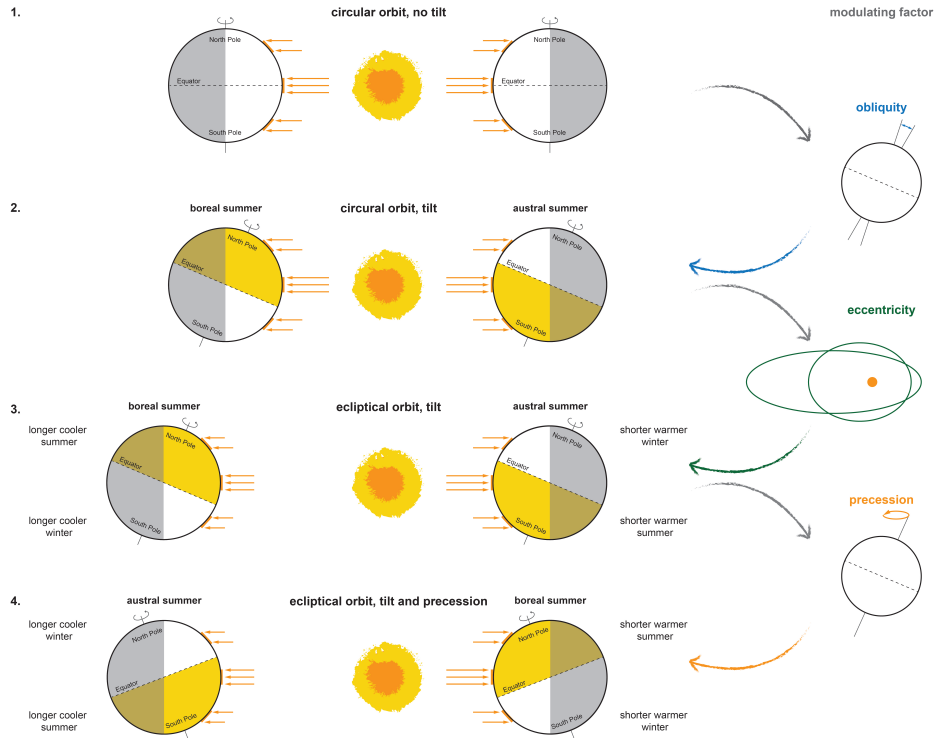 1.
circular orbit, no tilt
modulating factor
North Pole
Equator
South Pole
North Pole
Equator
South Pole
obliquity
2.
boreal summer
circural orbit, tilt
austral summer
North Pole
Equator
South Pole
North Pole
Equator
South Pole
eccentricity
3.
boreal summer
ecliptical orbit, tilt
austral summer
longer cooler
summer
North Pole
Equator
South Pole
longer cooler
winter
North Pole
Equator
South Pole
shorter warmer
winter
shorter warmer
summer
precession
4.
austral summer
ecliptical orbit, tilt and precession
boreal summer
longer cooler
winter
North Pole
Equator
South Pole
longer cooler
summer
North Pole
Equator
South Pole
shorter warmer
summer
shorter warmer
winter